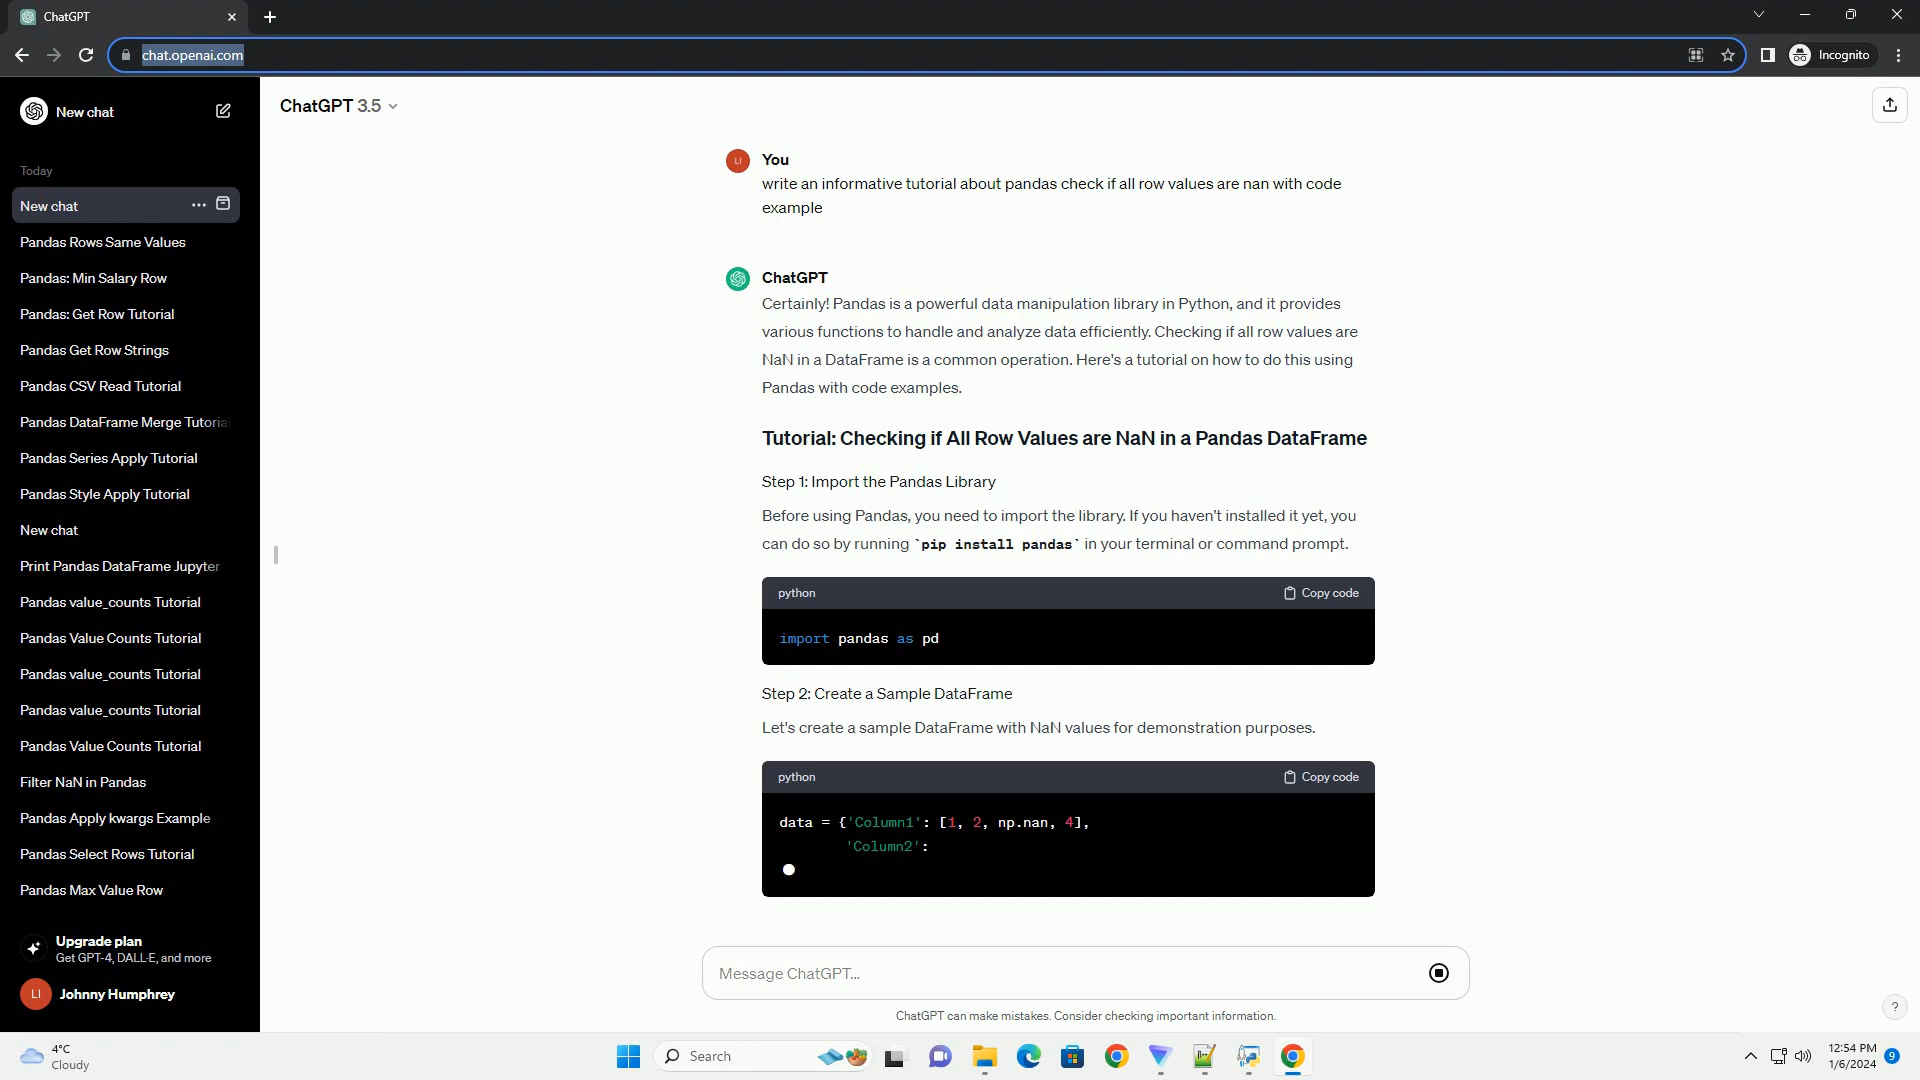 ChatGPT
chat.openai.com
Incognito
New chat
Today
New chat
Pandas Rows Same Values
Pandas: Min Salary Row
Pandas: Get Row Tutorial
Pandas Get Row Strings
Pandas CSV Read Tutorial
Pandas DataFrame Merge Tutorial
Pandas Series Apply Tutorial
Pandas Style Apply Tutorial
New chat
Print Pandas DataFrame Jupyter
Pandas value_counts Tutorial
Pandas Value Counts Tutorial
Pandas value_counts Tutorial
Pandas value_counts Tutorial
Pandas Value Counts Tutorial
Filter NaN in Pandas
Pandas Apply kwargs Example
Pandas Select Rows Tutorial
Pandas Max Value Row
Upgrade plan
Get GPT-4, DALL·E, and more
LI
Johnny Humphrey
ChatGPT 3.5
LI
You
write an informative tutorial about pandas check if all row values are nan with code
example
ChatGPT
Certainly! Pandas is a powerful data manipulation library in Python, and it provides
various functions to handle and analyze data efficiently. Checking if all row values are
NaN in a DataFrame is a common operation. Here's a tutorial on how to do this using
Pandas with code examples.
Tutorial: Checking if All Row Values are NaN in a Pandas DataFrame
Step 1: Import the Pandas Library
Before using Pandas, you need to import the library. If you haven't installed it yet, you
can do so by running `pip install pandas` in your terminal or command prompt.
python
Copy code
import pandas as pd
Step 2: Create a Sample DataFrame
Let's create a sample DataFrame with NaN values for demonstration purposes.
python
Copy code
data = {'Column1': [1, 2, np.nan, 4],
'Column2':
Message ChatGPT...
ChatGPT can make mistakes. Consider checking important information.
?
4°C
Cloudy
Search
12:54 PM
1/6/2024
9